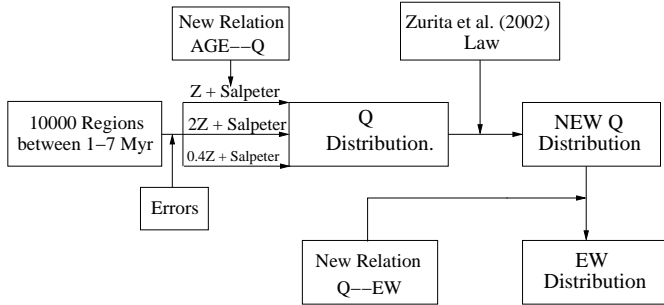 New Relation
AGE−−Q
Zurita et al. (2002)
Law
10000 Regions
between 1−7 Myr
Z + Salpeter
2Z + Salpeter
0.4Z + Salpeter
Q
Distribution.
NEW Q
Distribution
Errors
New Relation
Q−−EW
EW
Distribution